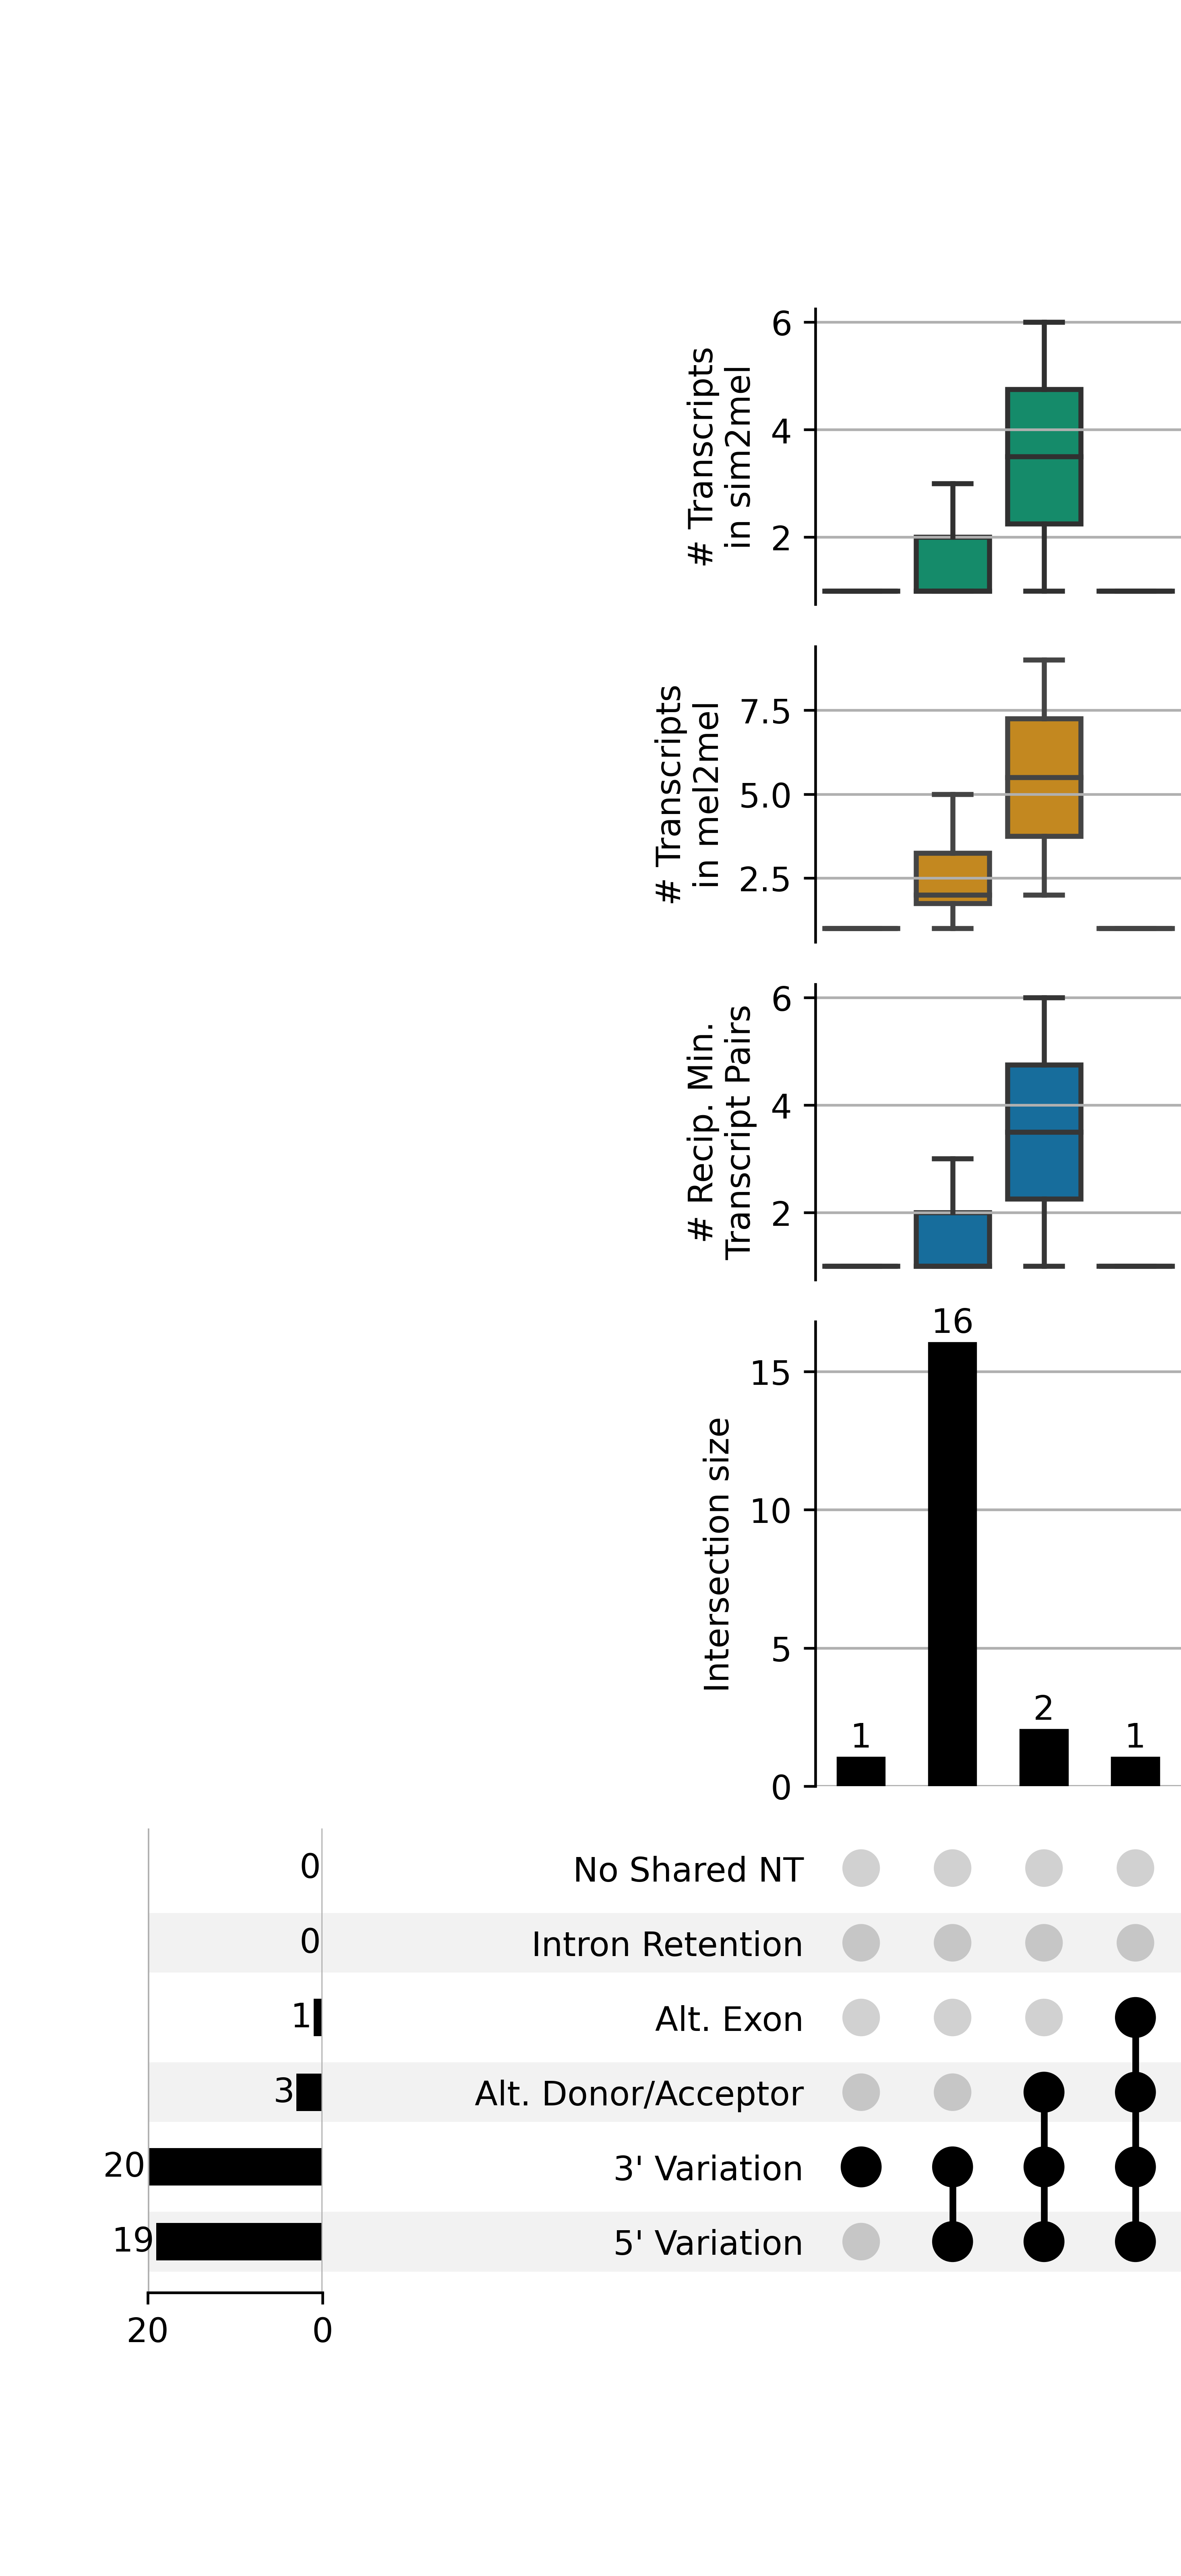 # Transcripts
in sim2mel
6
4
2
# Transcripts
in mel2mel
7.5
5.0
2.5
# Recip. Min.
Transcript Pairs
6
4
2
Intersection size
15
10
5
0
1
16
2
1
0
No Shared NT
0
Intron Retention
1
Alt. Exon
3
Alt. Donor/Acceptor
20
3' Variation
19
5' Variation
20
0